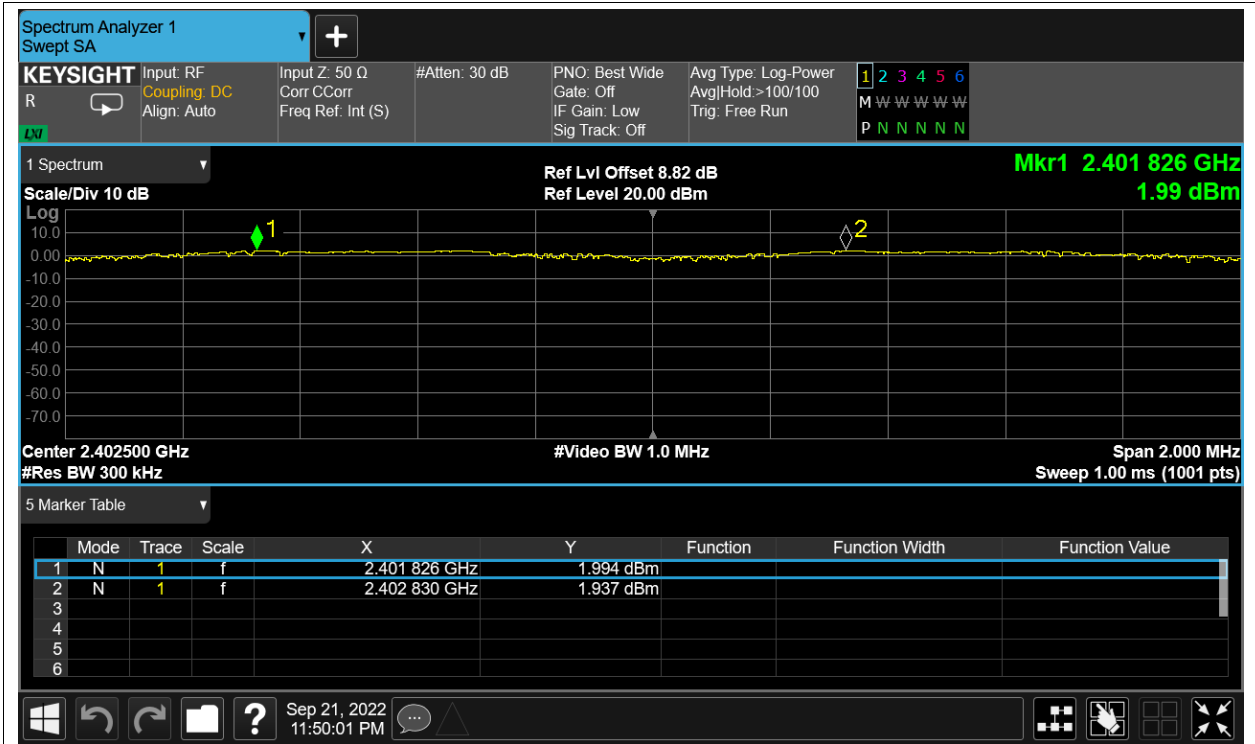 Spectrum Analyzer 1
Swept SA
KEYSIGHT
R
LXI
Input: RF
Coupling: DC
Align: Auto
Input Z: 50 Ω
Corr CCorr
Freq Ref: Int (S)
#Atten: 30 dB
PNO: Best Wide
Gate: Off
IF Gain: Low
Sig Track: Off
Avg Type: Log-Power
Avg|Hold:>100/100
Trig: Free Run
1 2 3 4 5 6
M W W W W W
P N N N N N
1 Spectrum
Scale/Div 10 dB
Ref Lvl Offset 8.82 dB
Ref Level 20.00 dBm
Mkr1 2.401 826 GHz
1.99 dBm
Log
10.0
0.00
-10.0
-20.0
-30.0
-40.0
-50.0
-60.0
-70.0
1
2
Center 2.402500 GHz
#Video BW 1.0 MHz
Span 2.000 MHz
#Res BW 300 kHz
Sweep 1.00 ms (1001 pts)
5 Marker Table
Mode Trace Scale X Y Function Function Width Function Value
1 N 1 f 2.401 826 GHz 1.994 dBm
2 N 1 f 2.402 830 GHz 1.937 dBm
3
4
5
6
?
Sep 21, 2022
11:50:01 PM